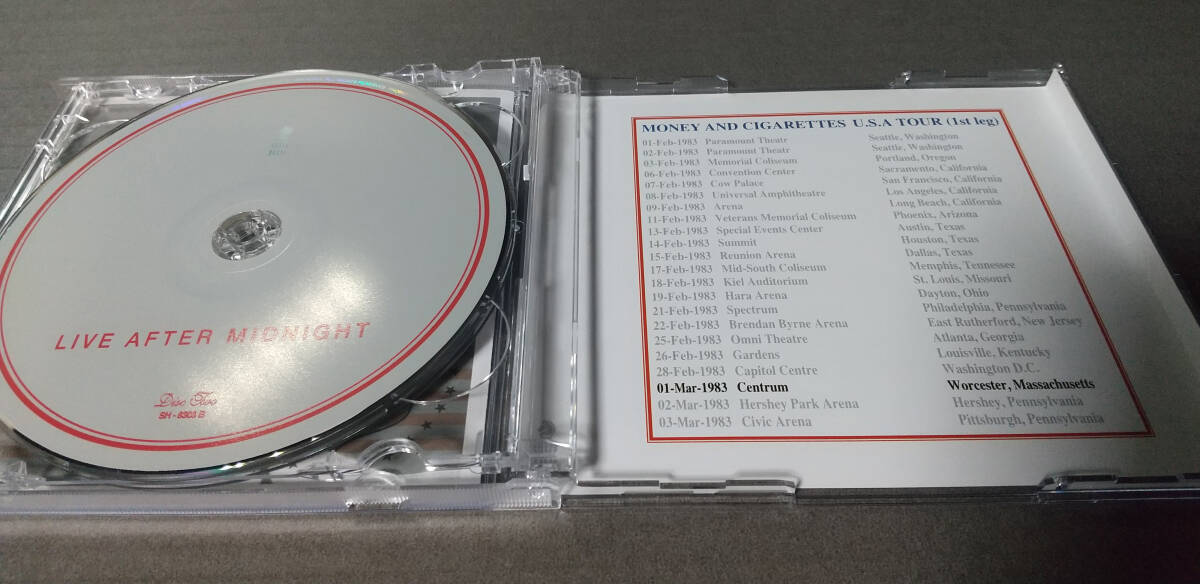 LIVE AFTER MIDNIGHT
Disc Two
SH - 8303 B
MONEY AND CIGARETTES U.S.A TOUR (1st leg)
01-Feb-1983 Paramount Theatr Seattle, Washington
02-Feb-1983 Paramount Theatr Seattle, Washington
03-Feb-1983 Memorial Coliseum Portland, Oregon
06-Feb-1983 Convention Center Sacramento, California
07-Feb-1983 Cow Palace San Francisco, California
08-Feb-1983 Universal Amphitheatre Los Angeles, California
09-Feb-1983 Arena Long Beach, California
11-Feb-1983 Veterans Memorial Coliseum Phoenix, Arizona
13-Feb-1983 Special Events Center Austin, Texas
14-Feb-1983 Summit Houston, Texas
15-Feb-1983 Reunion Arena Dallas, Texas
17-Feb-1983 Mid-South Coliseum Memphis, Tennessee
18-Feb-1983 Kiel Auditorium St. Louis, Missouri
19-Feb-1983 Hara Arena Dayton, Ohio
21-Feb-1983 Spectrum Philadelphia, Pennsylvania
22-Feb-1983 Brendan Byrne Arena East Rutherford, New Jersey
25-Feb-1983 Omni Theatre Atlanta, Georgia
26-Feb-1983 Gardens Louisville, Kentucky
28-Feb-1983 Capitol Centre Washington D.C.
01-Mar-1983 Centrum Worcester, Massachusetts
02-Mar-1983 Hershey Park Arena Hershey, Pennsylvania
03-Mar-1983 Civic Arena Pittsburgh, Pennsylvania